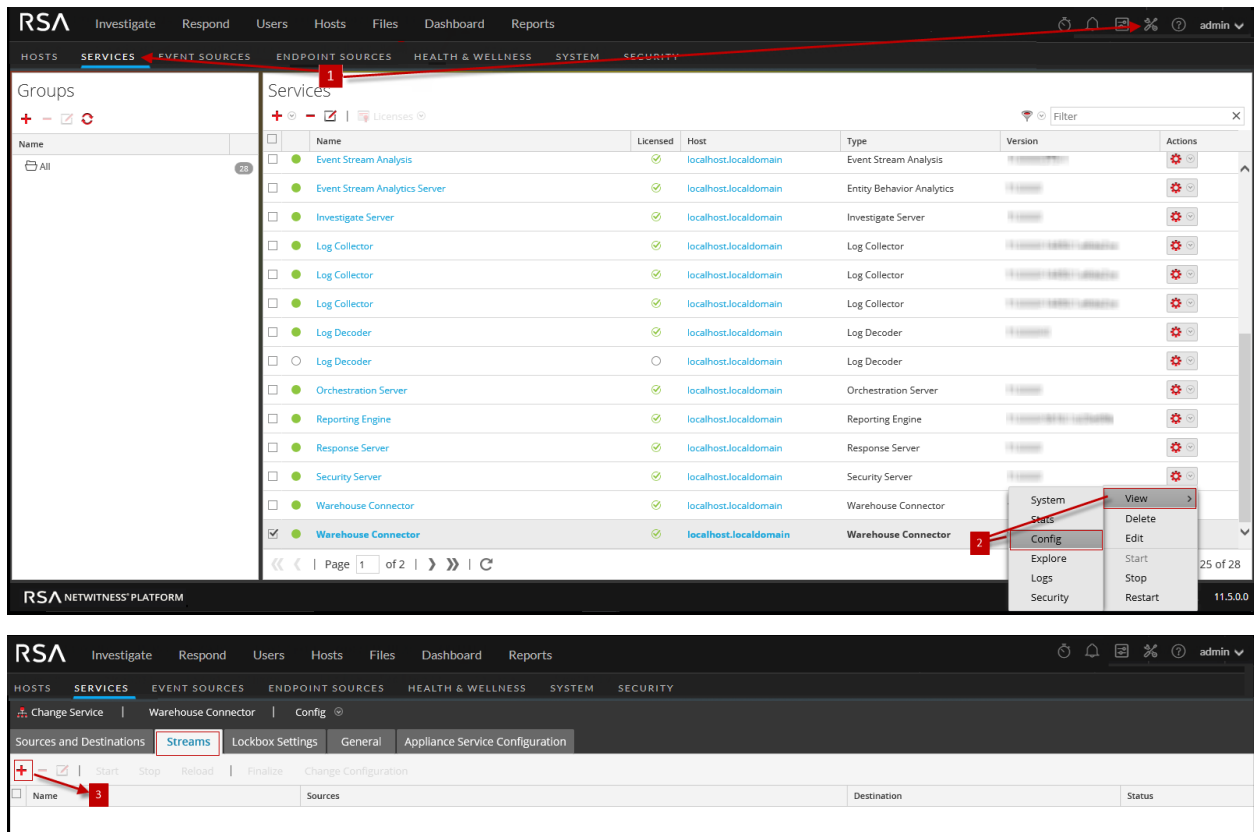 RSA Investigate Respond Users Hosts Files Dashboard Reports admin
HOSTS SERVICES EVENT SOURCES ENDPOINT SOURCES HEALTH & WELLNESS SYSTEM SECURITY
1
Groups
Name
All 28
Services
Licenses Filter
Name Licensed Host Type Version Actions
Event Stream Analysis localhost.localdomain Event Stream Analysis
Event Stream Analytics Server localhost.localdomain Entity Behavior Analytics
Investigate Server localhost.localdomain Investigate Server
Log Collector localhost.localdomain Log Collector
Log Collector localhost.localdomain Log Collector
Log Collector localhost.localdomain Log Collector
Log Decoder localhost.localdomain Log Decoder
Log Decoder localhost.localdomain Log Decoder
Orchestration Server localhost.localdomain Orchestration Server
Reporting Engine localhost.localdomain Reporting Engine
Response Server localhost.localdomain Response Server
Security Server localhost.localdomain Security Server
Warehouse Connector localhost.localdomain Warehouse Connector
Warehouse Connector localhost.localdomain Warehouse Connector
System
Stats
Config
Explore
Logs
Security
View
Delete
Edit
Start
Stop
Restart
2
Page 1 of 2 25 of 28
RSA NETWITNESS® PLATFORM 11.5.0.0
RSA Investigate Respond Users Hosts Files Dashboard Reports admin
HOSTS SERVICES EVENT SOURCES ENDPOINT SOURCES HEALTH & WELLNESS SYSTEM SECURITY
Change Service | Warehouse Connector | Config
Sources and Destinations Streams Lockbox Settings General Appliance Service Configuration
Start Stop Reload | Finalize Change Configuration
3
Name Sources Destination Status